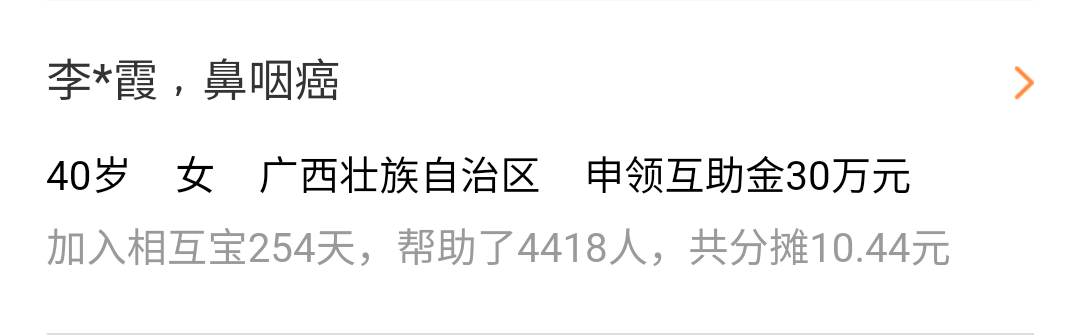 李*霞，鼻咽癌
40岁 女 广西壮族自治区 申领互助金30万元
加入相互宝254天，帮助了4418人，共分摊10.44元